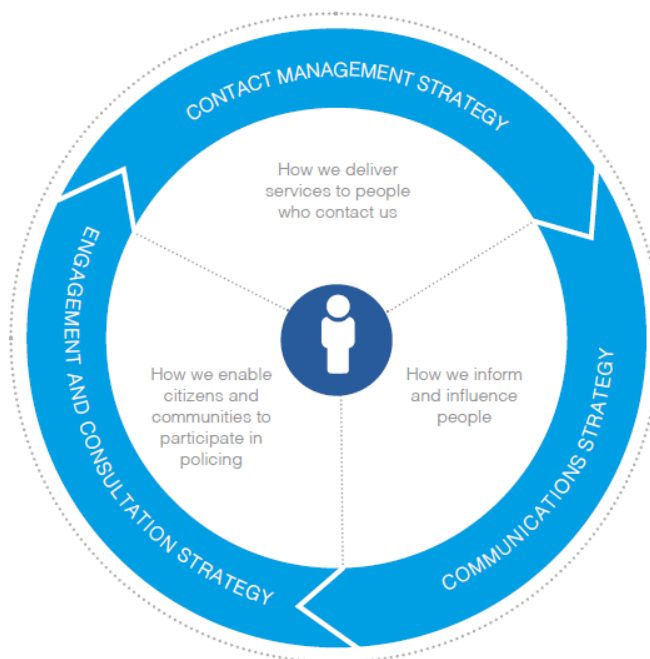 CONTACT MANAGEMENT STRATEGY
How we deliver
services to people
who contact us
ENGAGEMENT AND CONSULTATION STRATEGY
How we enable
citizens and
communities to
participate in
policing
How we inform
and influence
people
COMMUNICATIONS STRATEGY